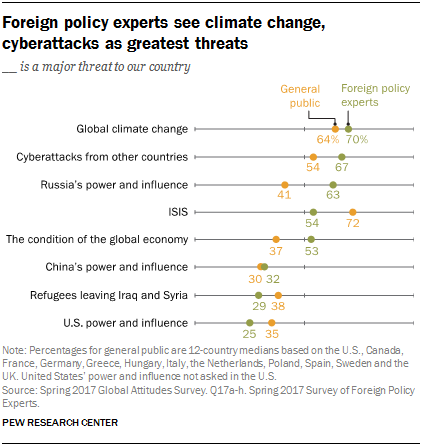 Foreign policy experts see climate change,
cyberattacks as greatest threats
__ is a major threat to our country
General public
Foreign policy experts
Global climate change
64% 70%
Cyberattacks from other countries
54 67
Russia's power and influence
41 63
ISIS
54 72
The condition of the global economy
37 53
China's power and influence
30 32
Refugees leaving Iraq and Syria
29 38
U.S. power and influence
25 35
Note: Percentages for general public are 12-country medians based on the U.S., Canada,
France, Germany, Greece, Hungary, Italy, the Netherlands, Poland, Spain, Sweden and the
UK. United States' power and influence not asked in the U.S.
Source: Spring 2017 Global Attitudes Survey. Q17a-h. Spring 2017 Survey of Foreign Policy
Experts.
PEW RESEARCH CENTER